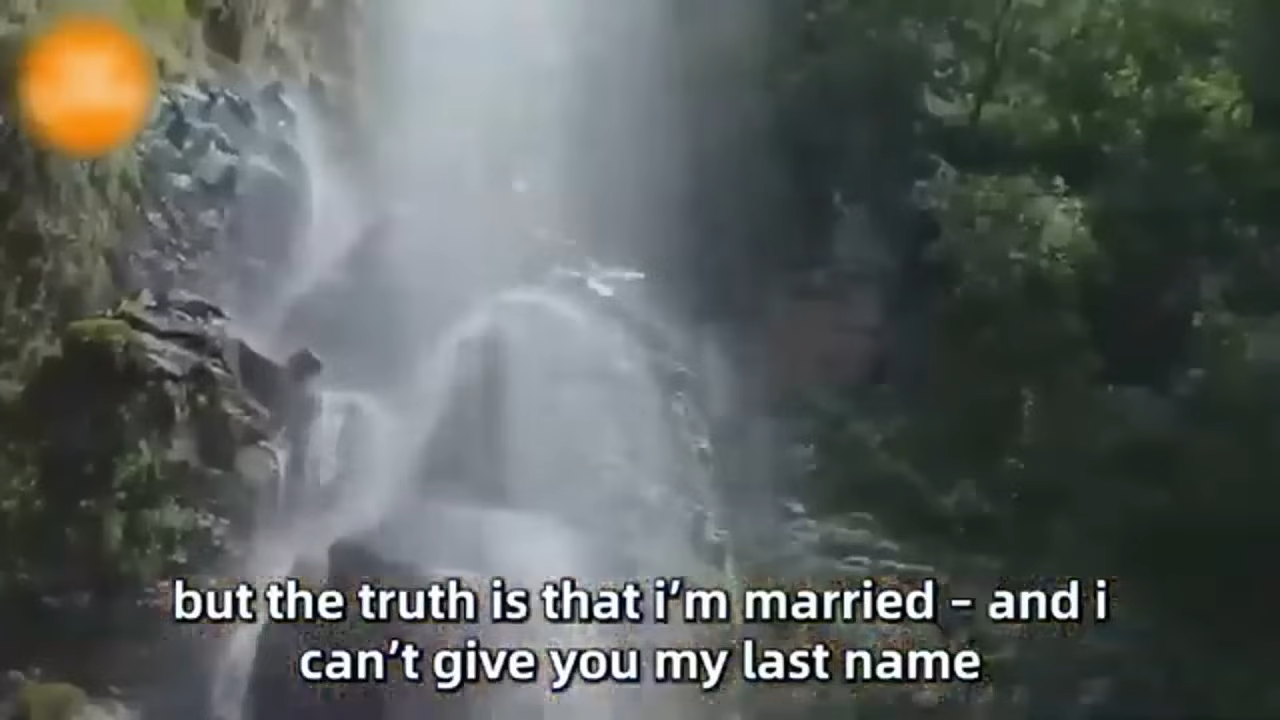 but the truth is that i’m married – and i
can’t give you my last name